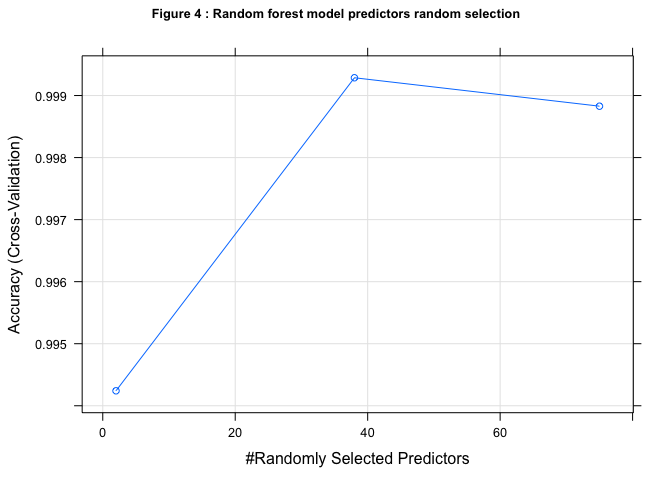 Figure 4 : Random forest model predictors random selection
0.999
0.998
0.997
0.996
0.995
Accuracy (Cross-Validation)
0 20 40 60
#Randomly Selected Predictors